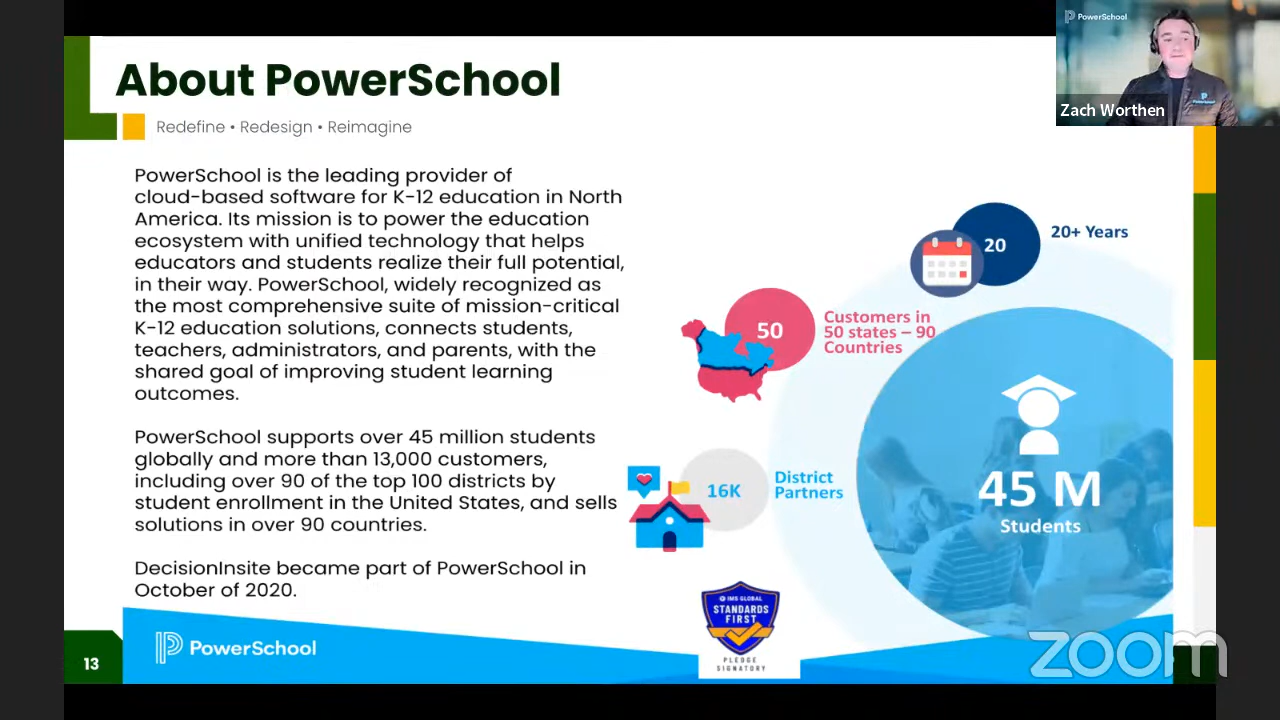 About PowerSchool
Redefine • Redesign • Reimagine
PowerSchool is the leading provider of
cloud-based software for K-12 education in North
America. Its mission is to power the education
ecosystem with unified technology that helps
educators and students realize their full potential,
in their way. PowerSchool, widely recognized as
the most comprehensive suite of mission-critical
K-12 education solutions, connects students,
teachers, administrators, and parents, with the
shared goal of improving student learning
outcomes.
PowerSchool supports over 45 million students
globally and more than 13,000 customers,
including over 90 of the top 100 districts by
student enrollment in the United States, and sells
solutions in over 90 countries.
DecisionInsite became part of PowerSchool in
October of 2020.
20
20+ Years
50
Customers in
50 states – 90
Countries
16K
District
Partners
45 M
Students
IMS GLOBAL
STANDARDS
FIRST
PLEDGE
SIGNATORY
PowerSchool
13
PowerSchool
PowerSchool
Zach Worthen
zoom